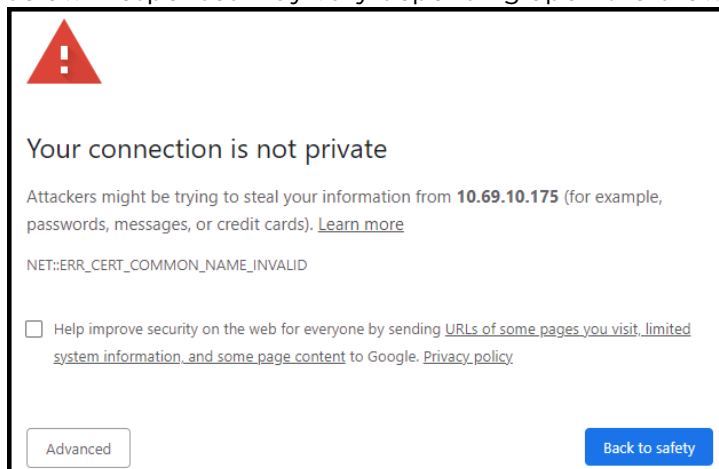 Your connection is not private
Attackers might be trying to steal your information from 10.69.10.175 (for example,
passwords, messages, or credit cards). Learn more
NET::ERR_CERT_COMMON_NAME_INVALID
Help improve security on the web for everyone by sending URLs of some pages you visit, limited
system information, and some page content to Google. Privacy policy
Advanced
Back to safety